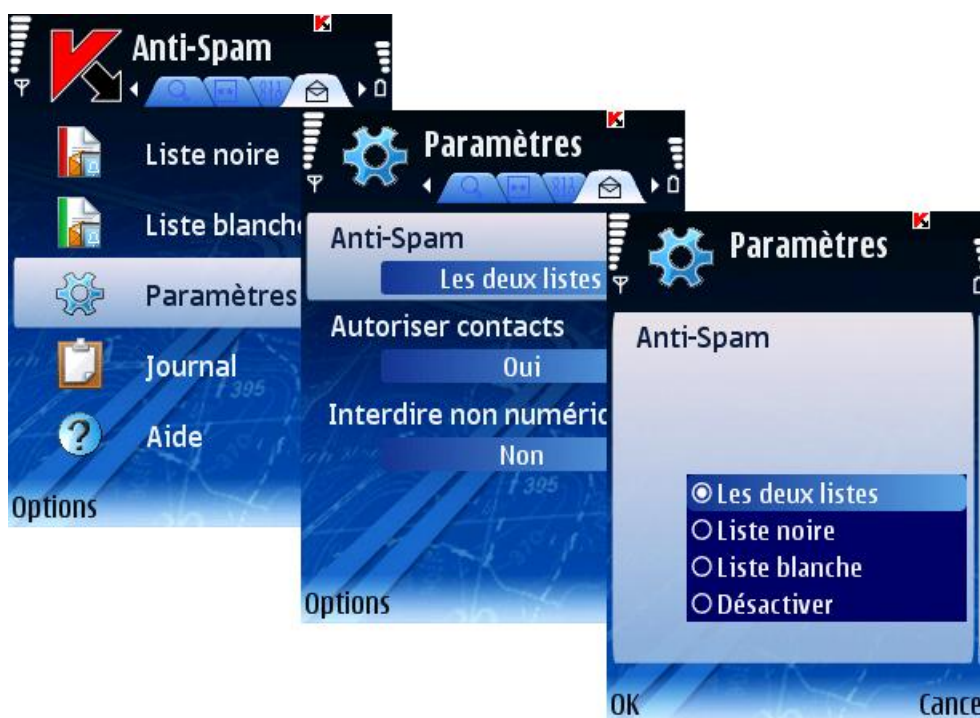 Anti-Spam
Liste noire
Liste blanche
Paramètres
Journal
Aide
Options
Paramètres
Anti-Spam
Les deux listes
Autoriser contacts
Oui
Interdire non numéric
Non
Options
Paramètres
Anti-Spam
Les deux listes
Liste noire
Liste blanche
Désactiver
OK
Cance